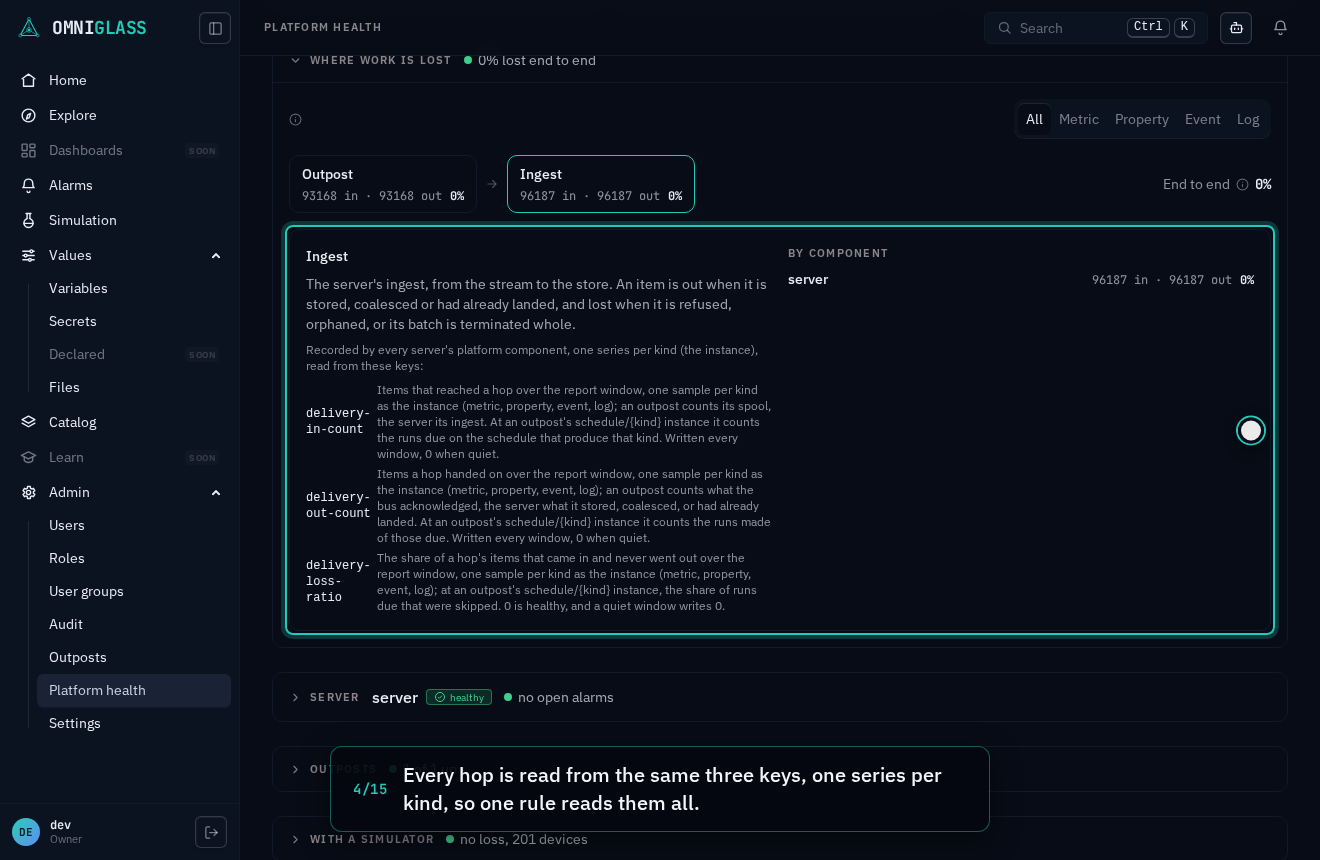 OMNIGLASS
PLATFORM HEALTH
Search
Ctrl
K
Home
Explore
Dashboards
SOON
Alarms
Simulation
Values
Variables
Secrets
Declared
SOON
Files
Catalog
Learn
SOON
Admin
Users
Roles
User groups
Audit
Outposts
Platform health
Settings
DE
dev
Owner
WHERE WORK IS LOST
0% lost end to end
All
Metric
Property
Event
Log
Outpost
93168 in · 93168 out 0%
Ingest
96187 in · 96187 out 0%
End to end
0%
Ingest
The server's ingest, from the stream to the store. An item is out when it is
stored, coalesced or had already landed, and lost when it is refused,
orphaned, or its batch is terminated whole.
Recorded by every server's platform component, one series per kind (the instance),
read from these keys:
delivery-
in-count
Items that reached a hop over the report window, one sample per kind
as the instance (metric, property, event, log); an outpost counts its spool,
the server its ingest. At an outpost's schedule/{kind} instance it counts
the runs due on the schedule that produce that kind. Written every
window, 0 when quiet.
delivery-
out-count
Items a hop handed on over the report window, one sample per kind as
the instance (metric, property, event, log); an outpost counts what the
bus acknowledged, the server what it stored, coalesced, or had already
landed. At an outpost's schedule/{kind} instance it counts the runs made
of those due. Written every window, 0 when quiet.
delivery-
loss-
ratio
The share of a hop's items that came in and never went out over the
report window, one sample per kind as the instance (metric, property,
event, log); at an outpost's schedule/{kind} instance, the share of runs
due that were skipped. 0 is healthy, and a quiet window writes 0.
BY COMPONENT
server
96187 in · 96187 out 0%
SERVER
server
healthy
no open alarms
OUTPOSTS
4/15
Every hop is read from the same three keys, one series per
kind, so one rule reads them all.
WITH A SIMULATOR
no loss, 201 devices